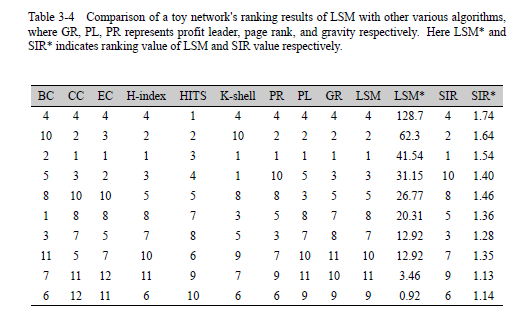 Table 3-4 Comparison of a toy network's ranking results of LSM with other various algorithms,
where GR, PL, PR represents profit leader, page rank, and gravity respectively. Here LSM* and
SIR* indicates ranking value of LSM and SIR value respectively.
BC CC EC H-index HITS K-shell PR PL GR LSM LSM* SIR SIR*
4 4 4 4 1 4 4 4 4 4 128.7 4 1.74
10 2 3 2 2 10 2 2 2 2 62.3 2 1.64
2 1 1 1 3 1 1 1 1 1 41.54 1 1.54
5 3 2 3 4 1 10 5 3 3 31.15 10 1.40
8 10 10 5 5 8 8 3 5 5 26.77 8 1.46
1 8 8 8 7 3 5 8 7 8 20.31 5 1.36
3 7 5 7 8 5 3 7 8 7 12.92 3 1.28
11 5 7 10 6 9 7 10 11 10 12.92 7 1.35
7 11 12 11 9 7 9 11 10 11 3.46 9 1.13
6 12 11 6 10 6 6 9 9 9 0.92 6 1.14